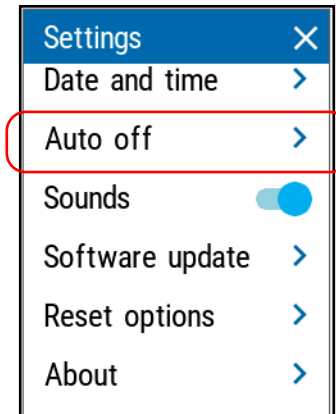 Settings
Date and time
Auto off
Sounds
Software update
Reset options
About